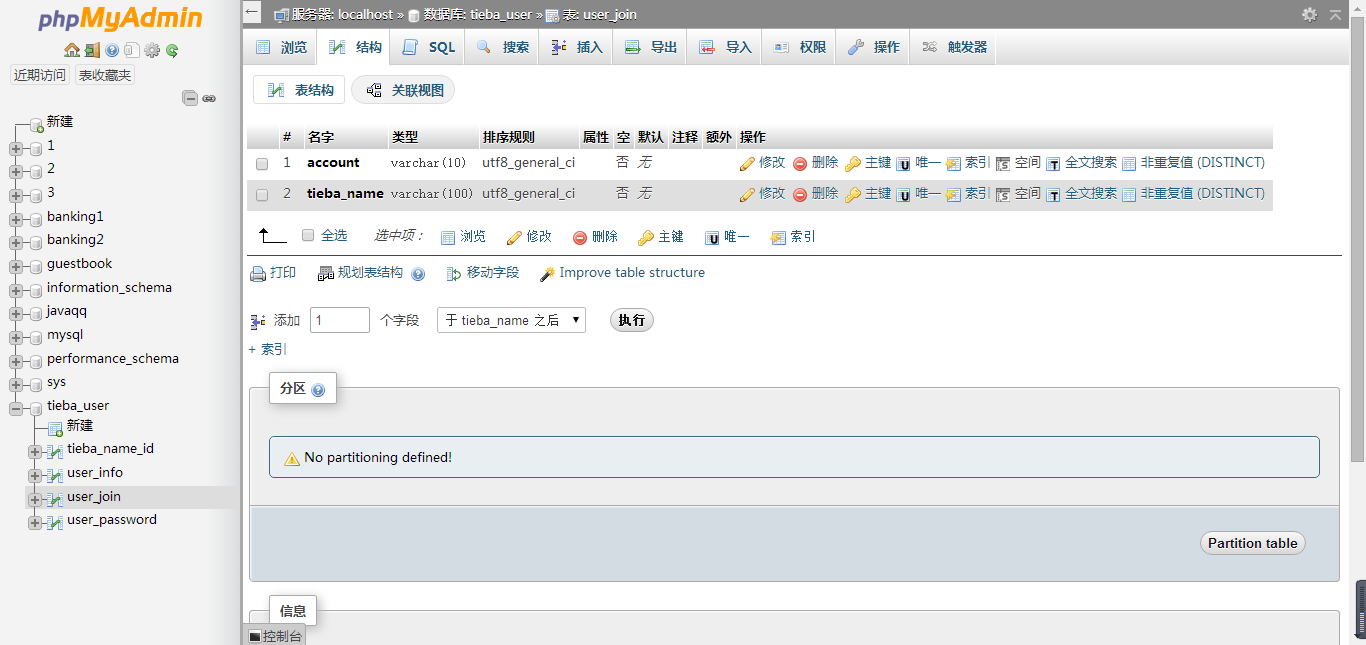 phpMyAdmin
近期访问 表收藏夹
新建
1
2
3
banking1
banking2
guestbook
information_schema
javaqq
mysql
performance_schema
sys
tieba_user
新建
tieba_name_id
user_info
user_join
user_password
服务器: localhost » 数据库: tieba_user » 表: user_join
浏览 结构 SQL 搜索 插入 导出 导入 权限 操作 触发器
表结构 关联视图
# 名字 类型 排序规则 属性 空 默认 注释 额外 操作
1 account varchar(10) utf8_general_ci 否 无 修改 删除 主键 唯一 索引 空间 全文搜索 非重复值 (DISTINCT)
2 tieba_name varchar(100) utf8_general_ci 否 无 修改 删除 主键 唯一 索引 空间 全文搜索 非重复值 (DISTINCT)
全选 选中项： 浏览 修改 删除 主键 唯一 索引
打印 规划表结构 移动字段 Improve table structure
添加 1 个字段 于 tieba_name 之后 执行
+ 索引
分区
No partitioning defined!
Partition table
信息
控制台